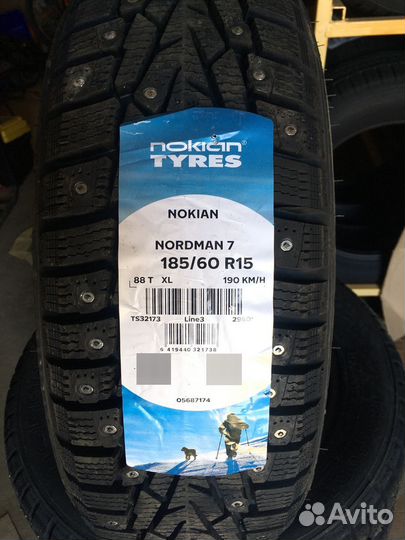 nokian®
TYRES
NOKIAN
NORDMAN 7
185/60 R15
88 T XL 190 KM/H
TS32173 Line3
6 419440 321738
05687174
Avito